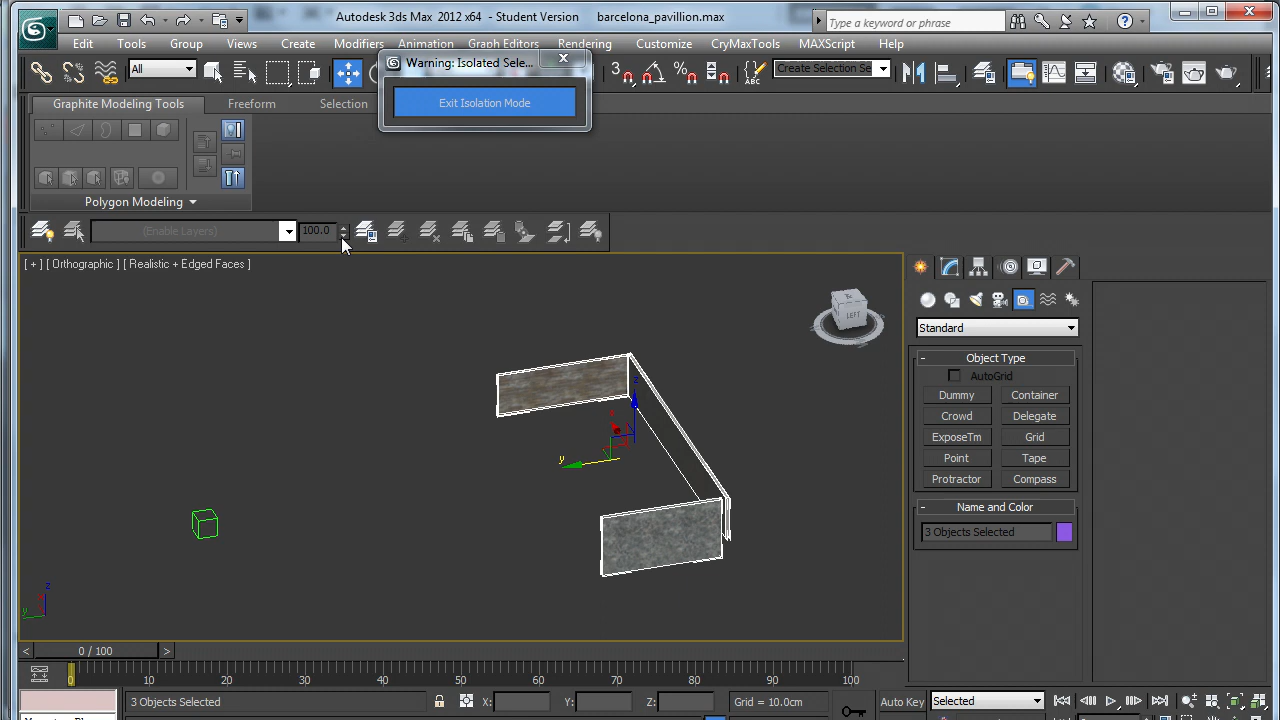 Autodesk 3ds Max 2012 x64 - Student Version barcelona_pavillion.max
Type a keyword or phrase
Edit Tools Group Views Create Modifiers Animation Graph Editors Rendering Customize CryMaxTools MAXScript Help
All
Create Selection Se
Warning: Isolated Sele...
Exit Isolation Mode
Graphite Modeling Tools Freeform Selection
Polygon Modeling
(Enable Layers) 100.0
[ + ] [ Orthographic ] [ Realistic + Edged Faces ]
LEFT
z
y
z
y
Standard
- Object Type
AutoGrid
Dummy Container
Crowd Delegate
ExposeTm Grid
Point Tape
Protractor Compass
- Name and Color
3 Objects Selected
< 0 / 100 >
0 10 20 30 40 50 60 70 80 90 100
3 Objects Selected X: Y: Z: Grid = 10.0cm Auto Key Selected